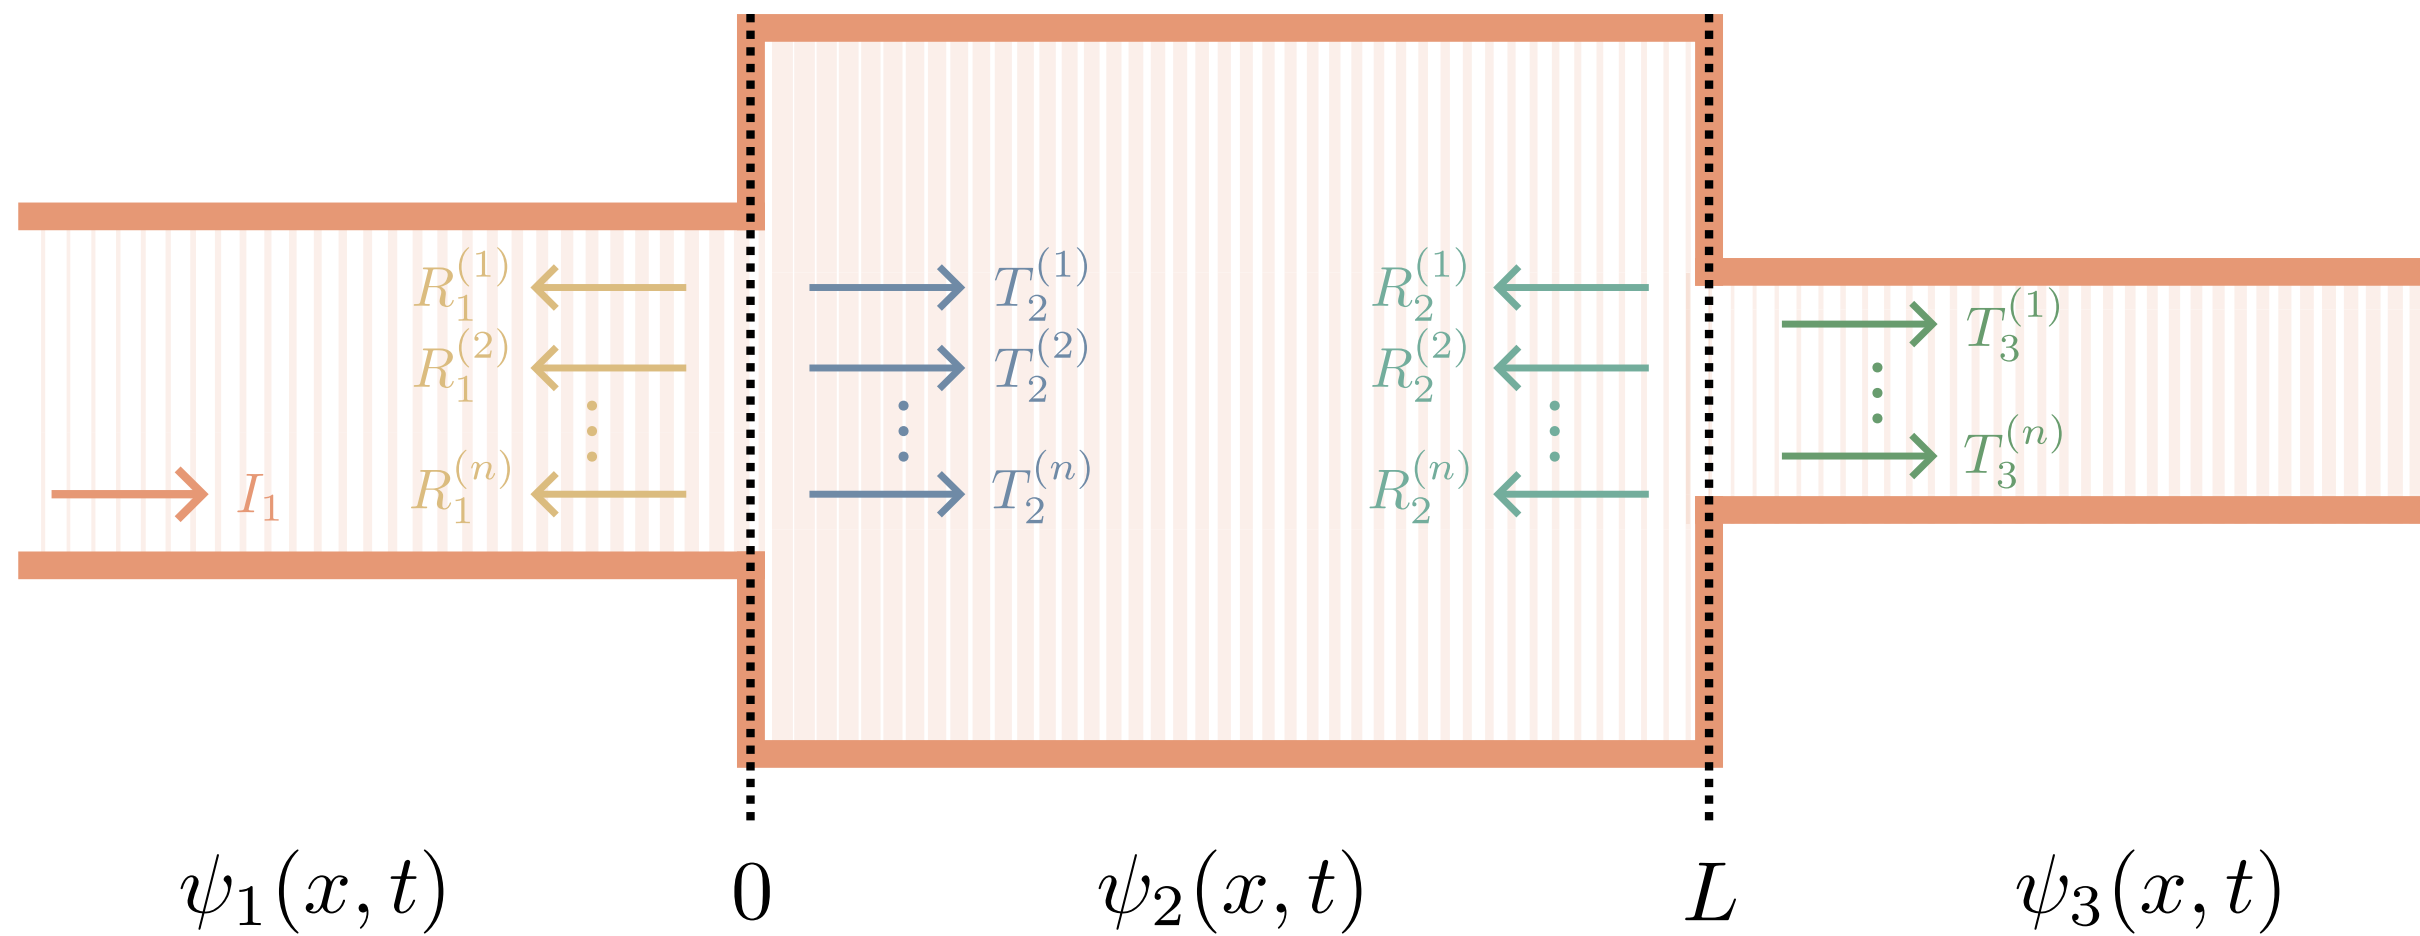 R_1^{(1)} T_2^{(1)} R_2^{(1)} T_3^{(1)}
R_1^{(2)} T_2^{(2)} R_2^{(2)}
I_1 R_1^{(n)} T_2^{(n)} R_2^{(n)} T_3^{(n)}
ψ_1(x, t) 0 ψ_2(x, t) L ψ_3(x, t)